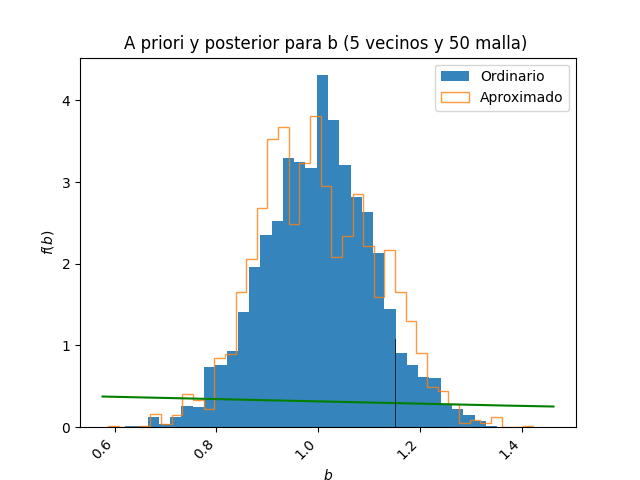 A priori y posterior para b (5 vecinos y 50 malla)
Ordinario
Aproximado
f(b)
4
3
2
1
0
0.6
0.8
1.0
1.2
1.4
b